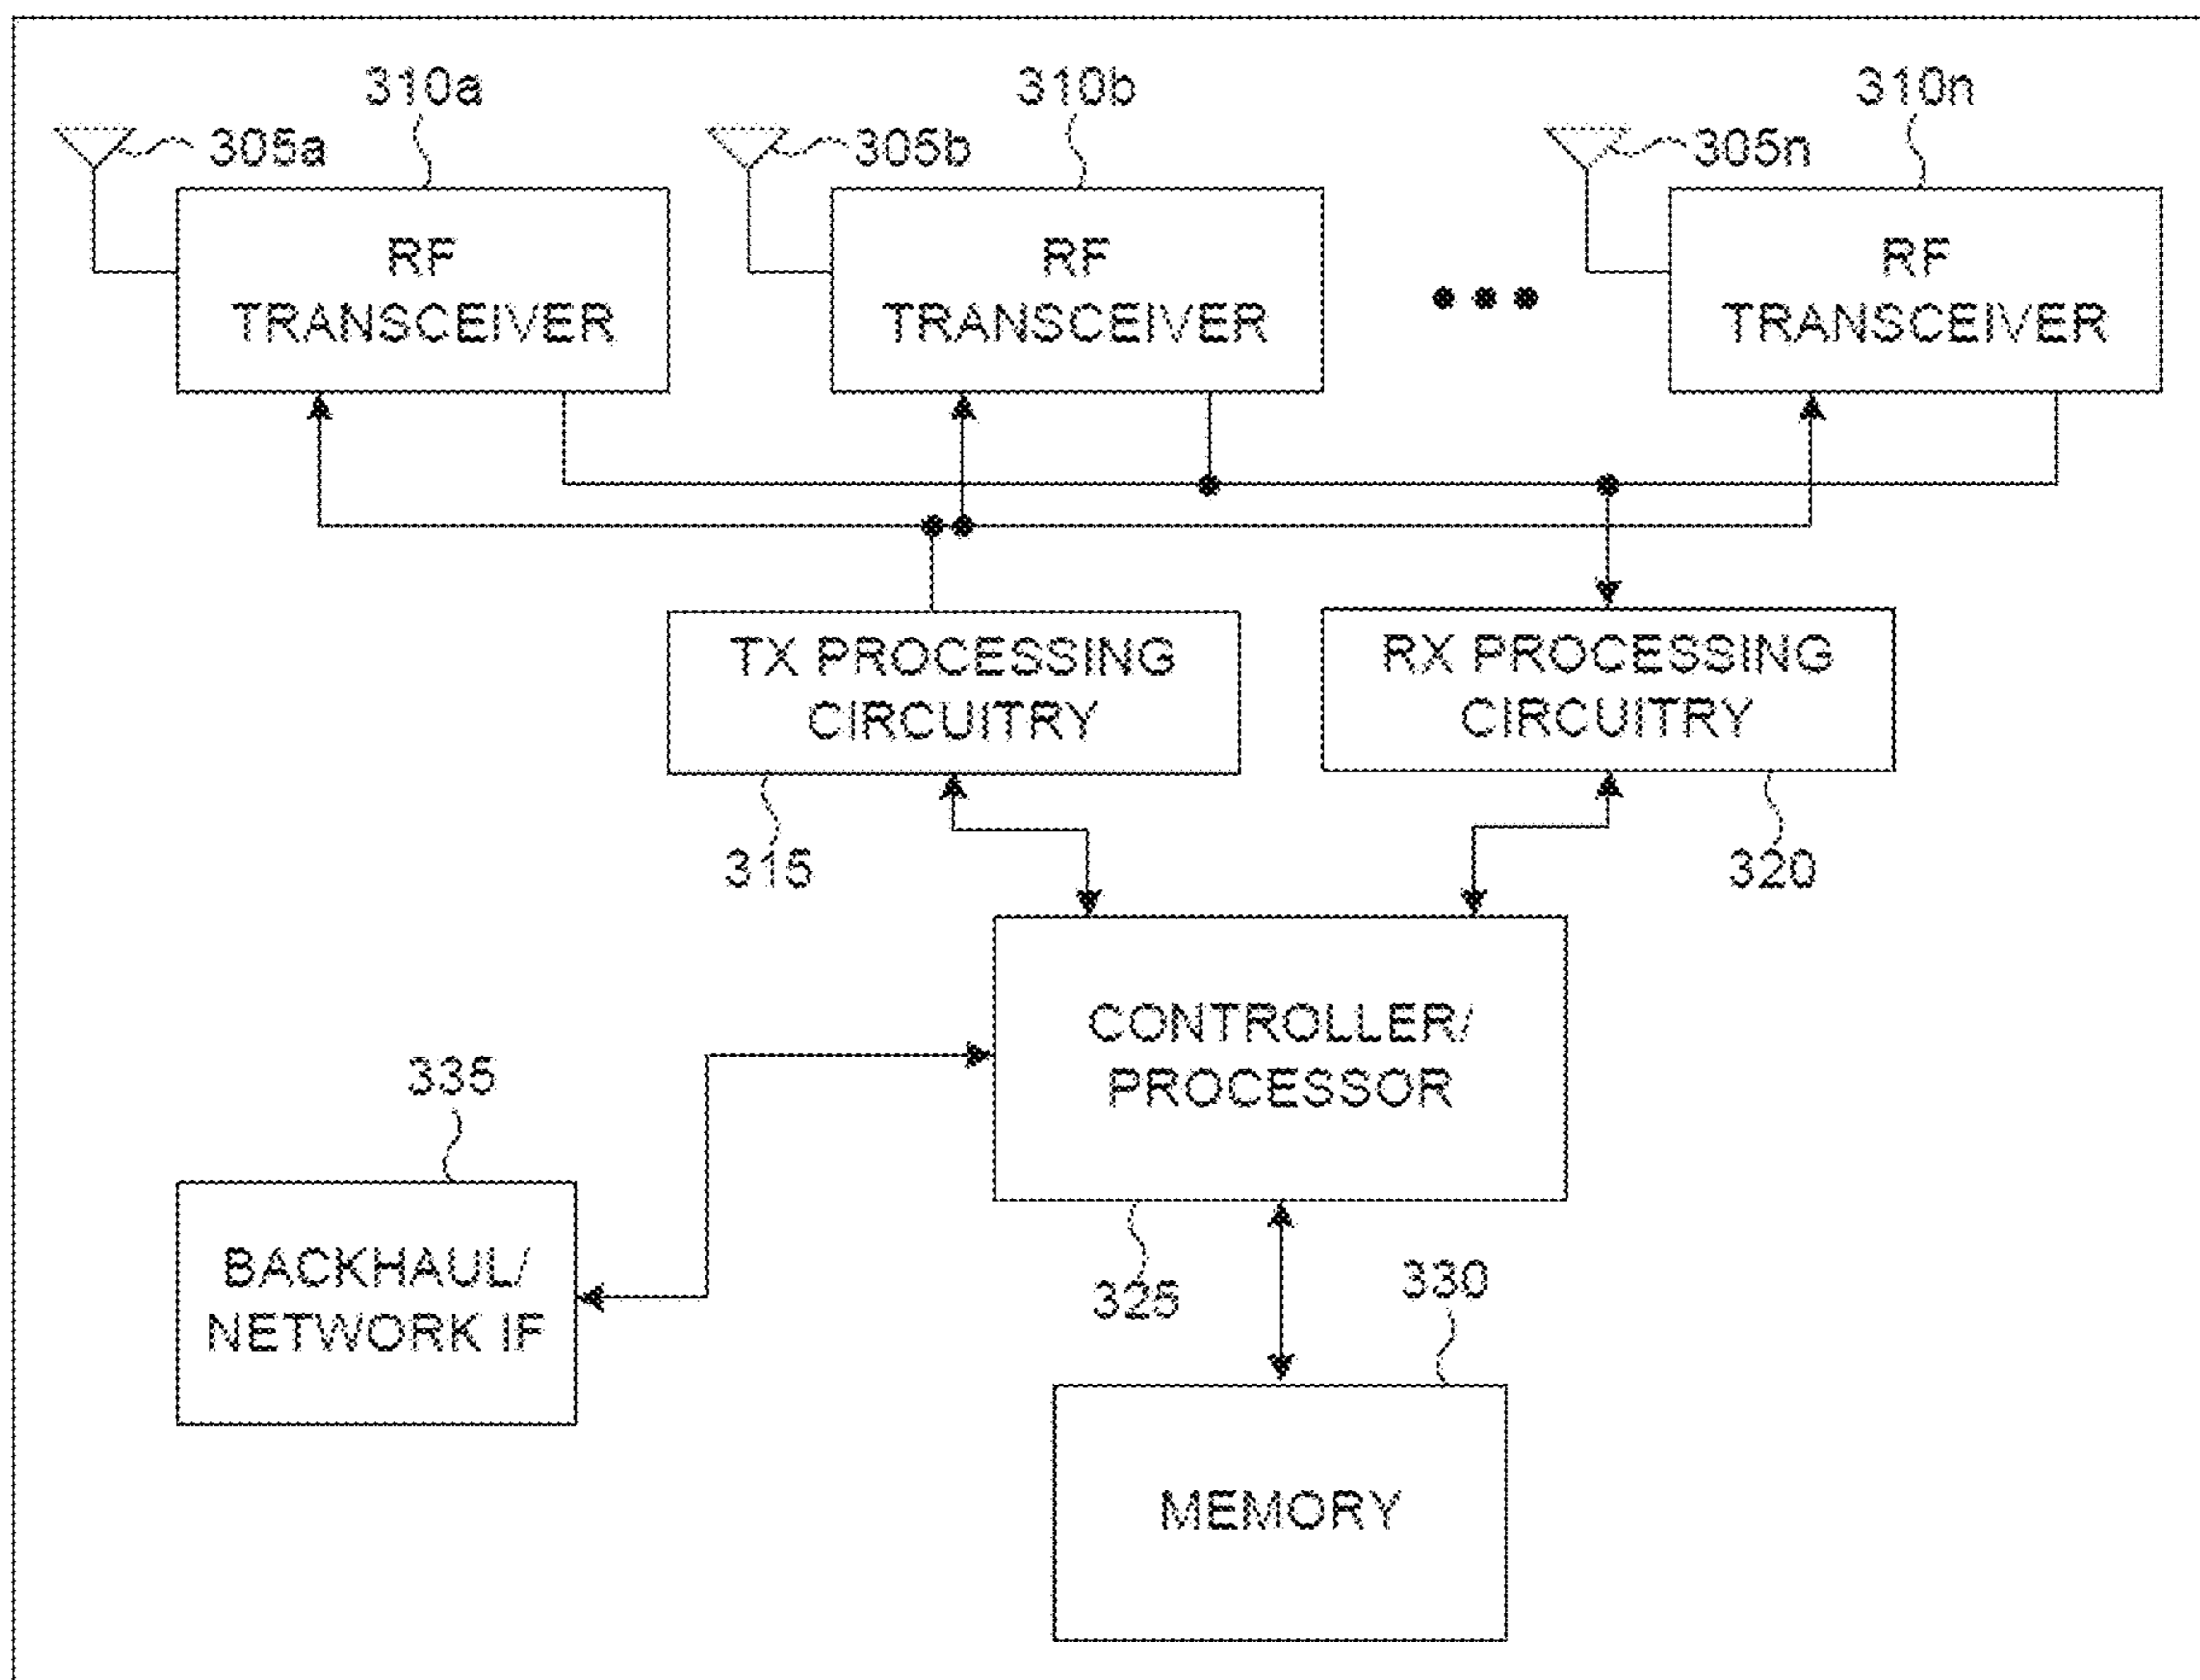 310a
310b
310n
305a
305b
305n
RF
TRANSCEIVER
RF
TRANSCEIVER
RF
TRANSCEIVER
TX PROCESSING
CIRCUITRY
RX PROCESSING
CIRCUITRY
315
320
CONTROLLER/
PROCESSOR
335
BACKHAUL/
NETWORK IF
325
330
MEMORY